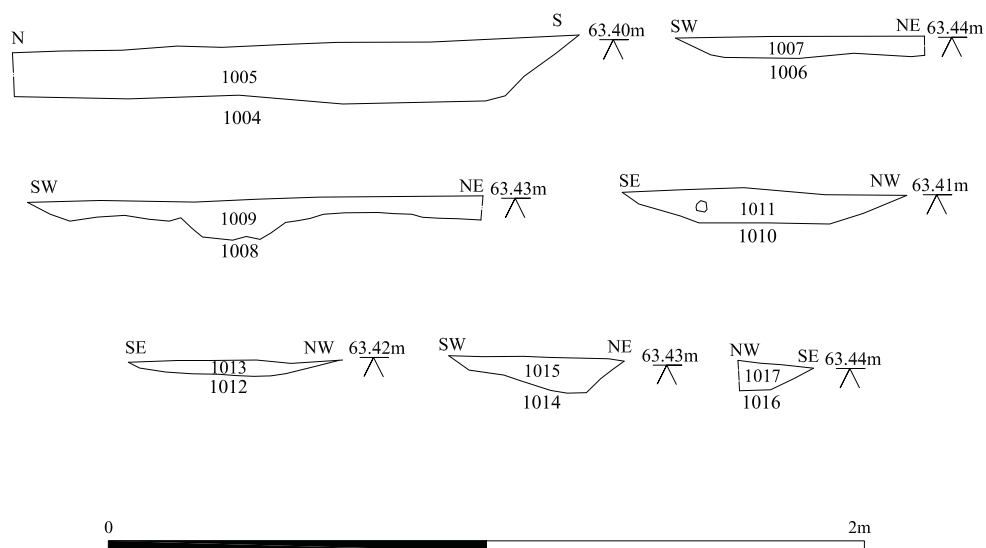 N S 63.40m
1005
1004
SW NE 63.44m
1007
1006
SW NE 63.43m
1009
1008
SE NW 63.41m
1011
1010
SE NW 63.42m
1013
1012
SW NE 63.43m
1015
1014
NW SE 63.44m
1017
1016
0 2m